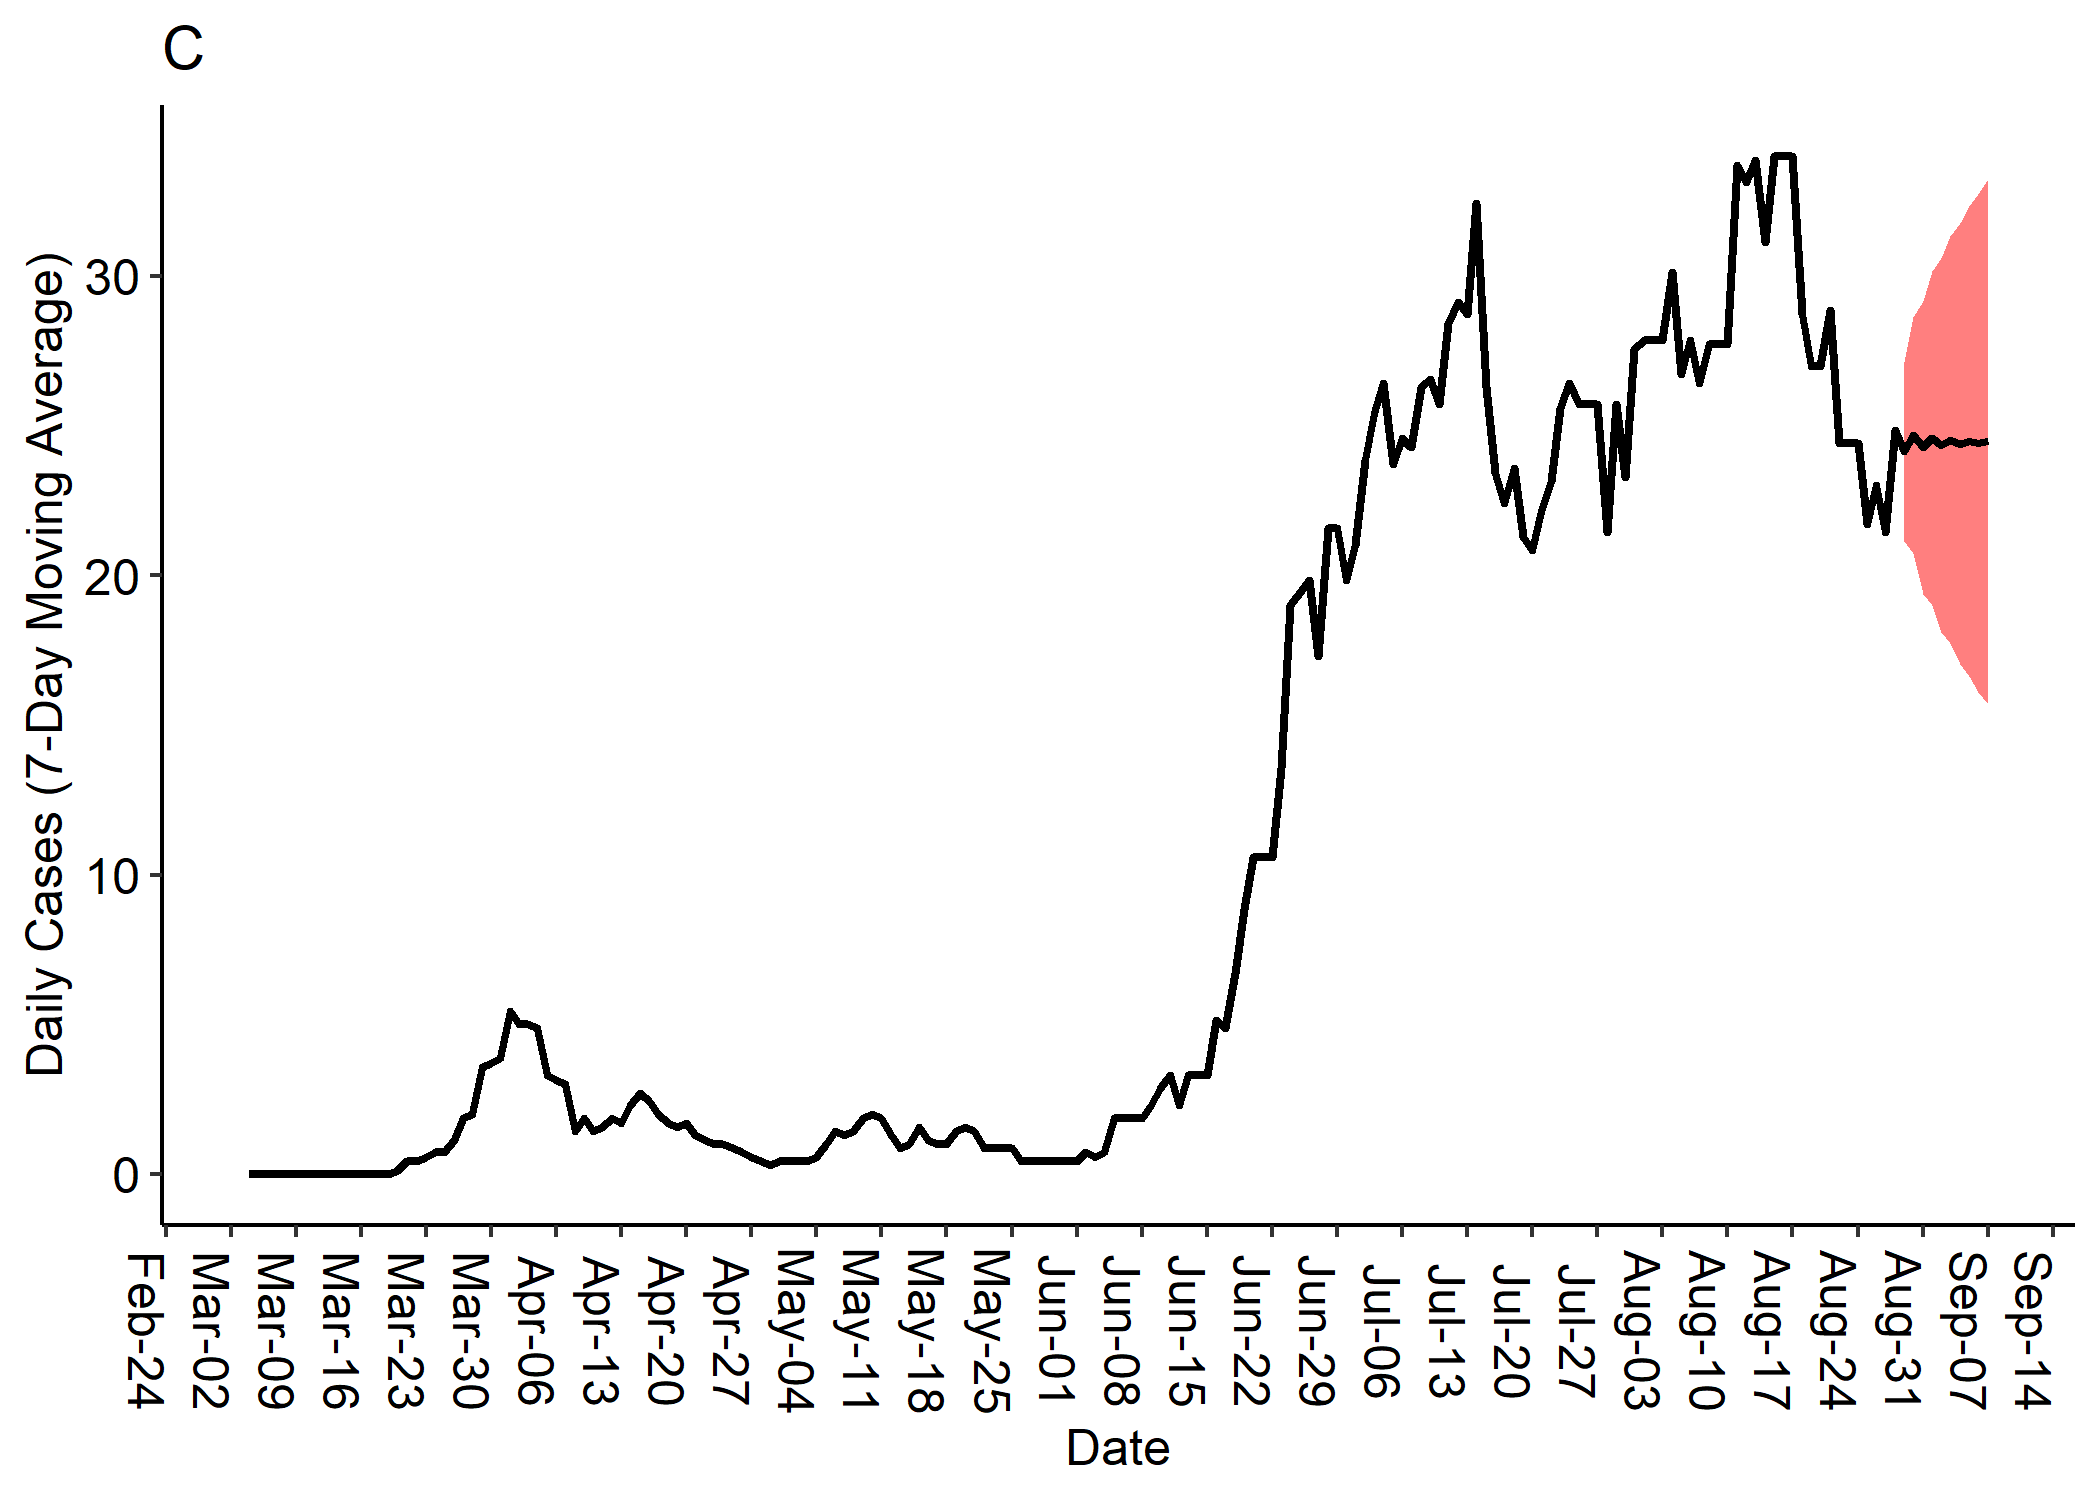 C
Daily Cases (7-Day Moving Average)
30
20
10
0
Feb-24
Mar-02
Mar-09
Mar-16
Mar-23
Mar-30
Apr-06
Apr-13
Apr-20
Apr-27
May-04
May-11
May-18
May-25
Jun-01
Jun-08
Jun-15
Jun-22
Jun-29
Jul-06
Jul-13
Jul-20
Jul-27
Aug-03
Aug-10
Aug-17
Aug-24
Aug-31
Sep-07
Sep-14
Date